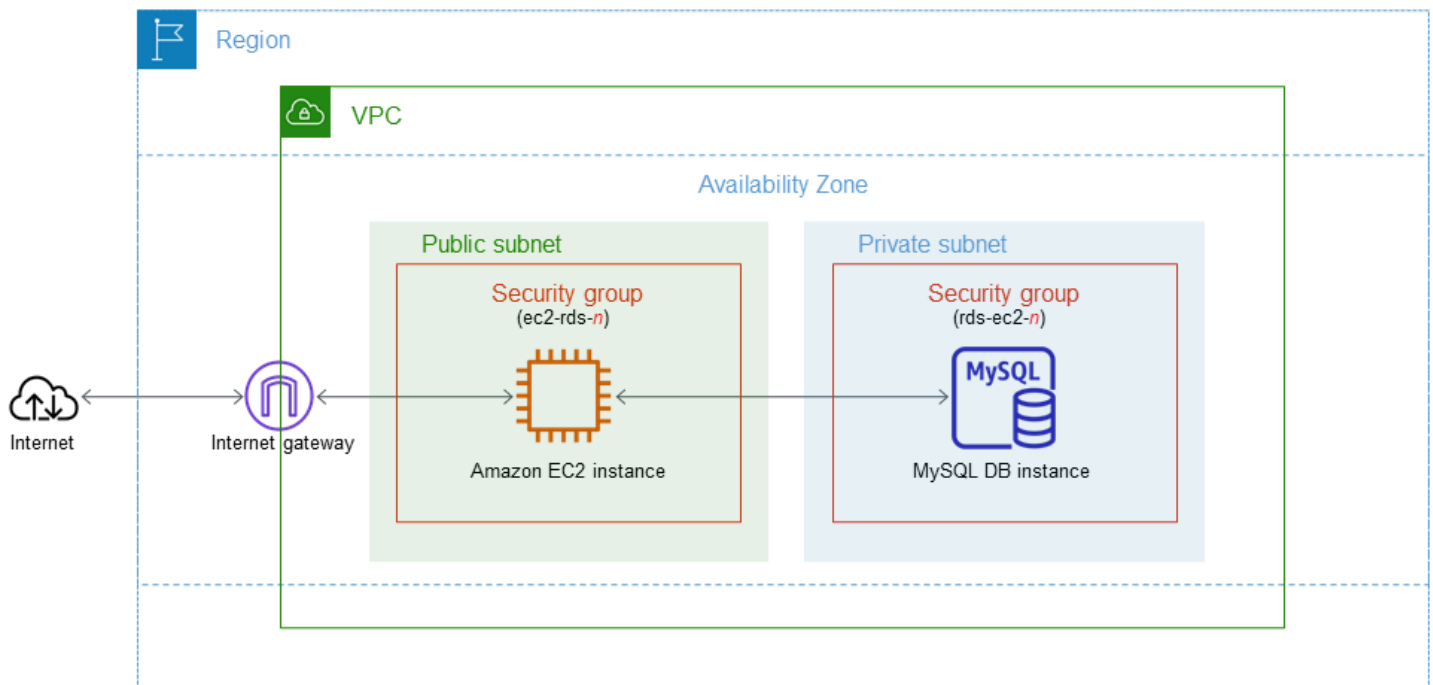 Region
VPC
Availability Zone
Public subnet
Private subnet
Security group
(ec2-rds-n)
Security group
(rds-ec2-n)
MySQL
Internet
Internet gateway
Amazon EC2 instance
MySQL DB instance